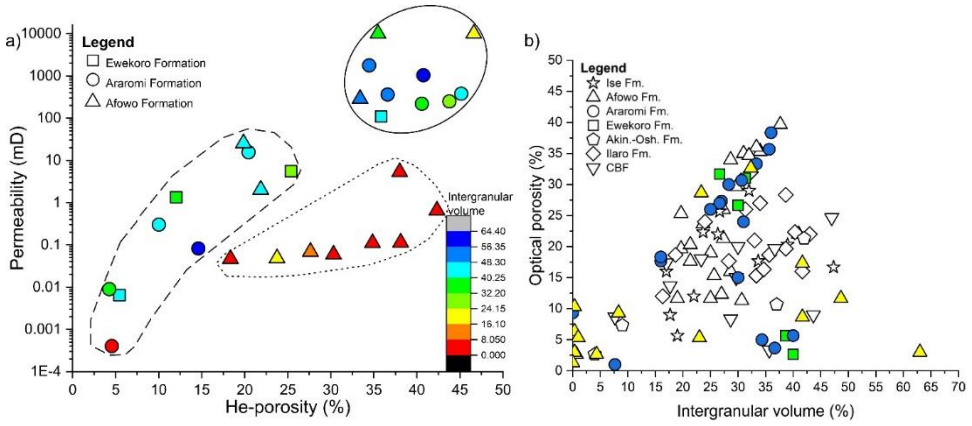 a)
Legend
Ewekoro Formation
Araromi Formation
Afowo Formation
Permeability (mD)
10000
1000
100
10
1
0.1
0.01
0.001
1E-4
0 5 10 15 20 25 30 35 40 45 50
He-porosity (%)
Intergranular
volume
64.40
56.35
48.30
40.25
32.20
24.15
16.10
8.050
0.000
b)
Legend
Ise Fm.
Afowo Fm.
Araromi Fm.
Ewekoro Fm.
Akin.-Osh. Fm.
Ilaro Fm.
CBF
Optical porosity (%)
50
45
40
35
30
25
20
15
10
5
0
0 5 10 15 20 25 30 35 40 45 50 55 60 65 70
Intergranular volume (%)